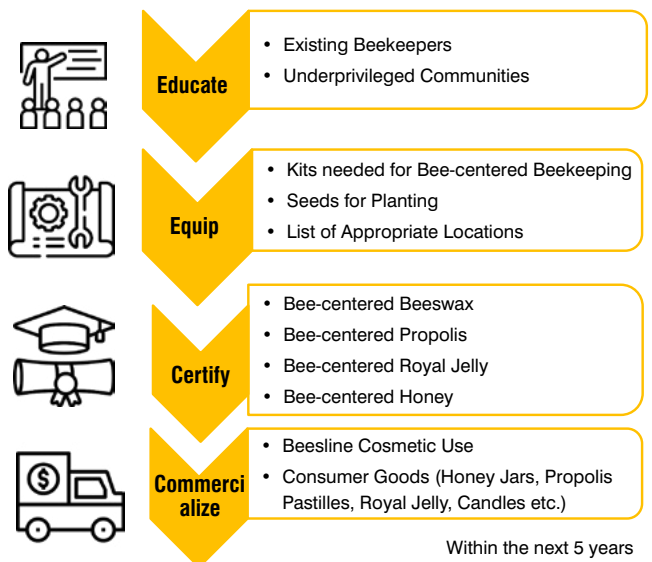 Educate
• Existing Beekeepers
• Underprivileged Communities
Equip
• Kits needed for Bee-centered Beekeeping
• Seeds for Planting
• List of Appropriate Locations
Certify
• Bee-centered Beeswax
• Bee-centered Propolis
• Bee-centered Royal Jelly
• Bee-centered Honey
Commerci
alize
• Beesline Cosmetic Use
• Consumer Goods (Honey Jars, Propolis
Pastilles, Royal Jelly, Candles etc.)
$
Within the next 5 years